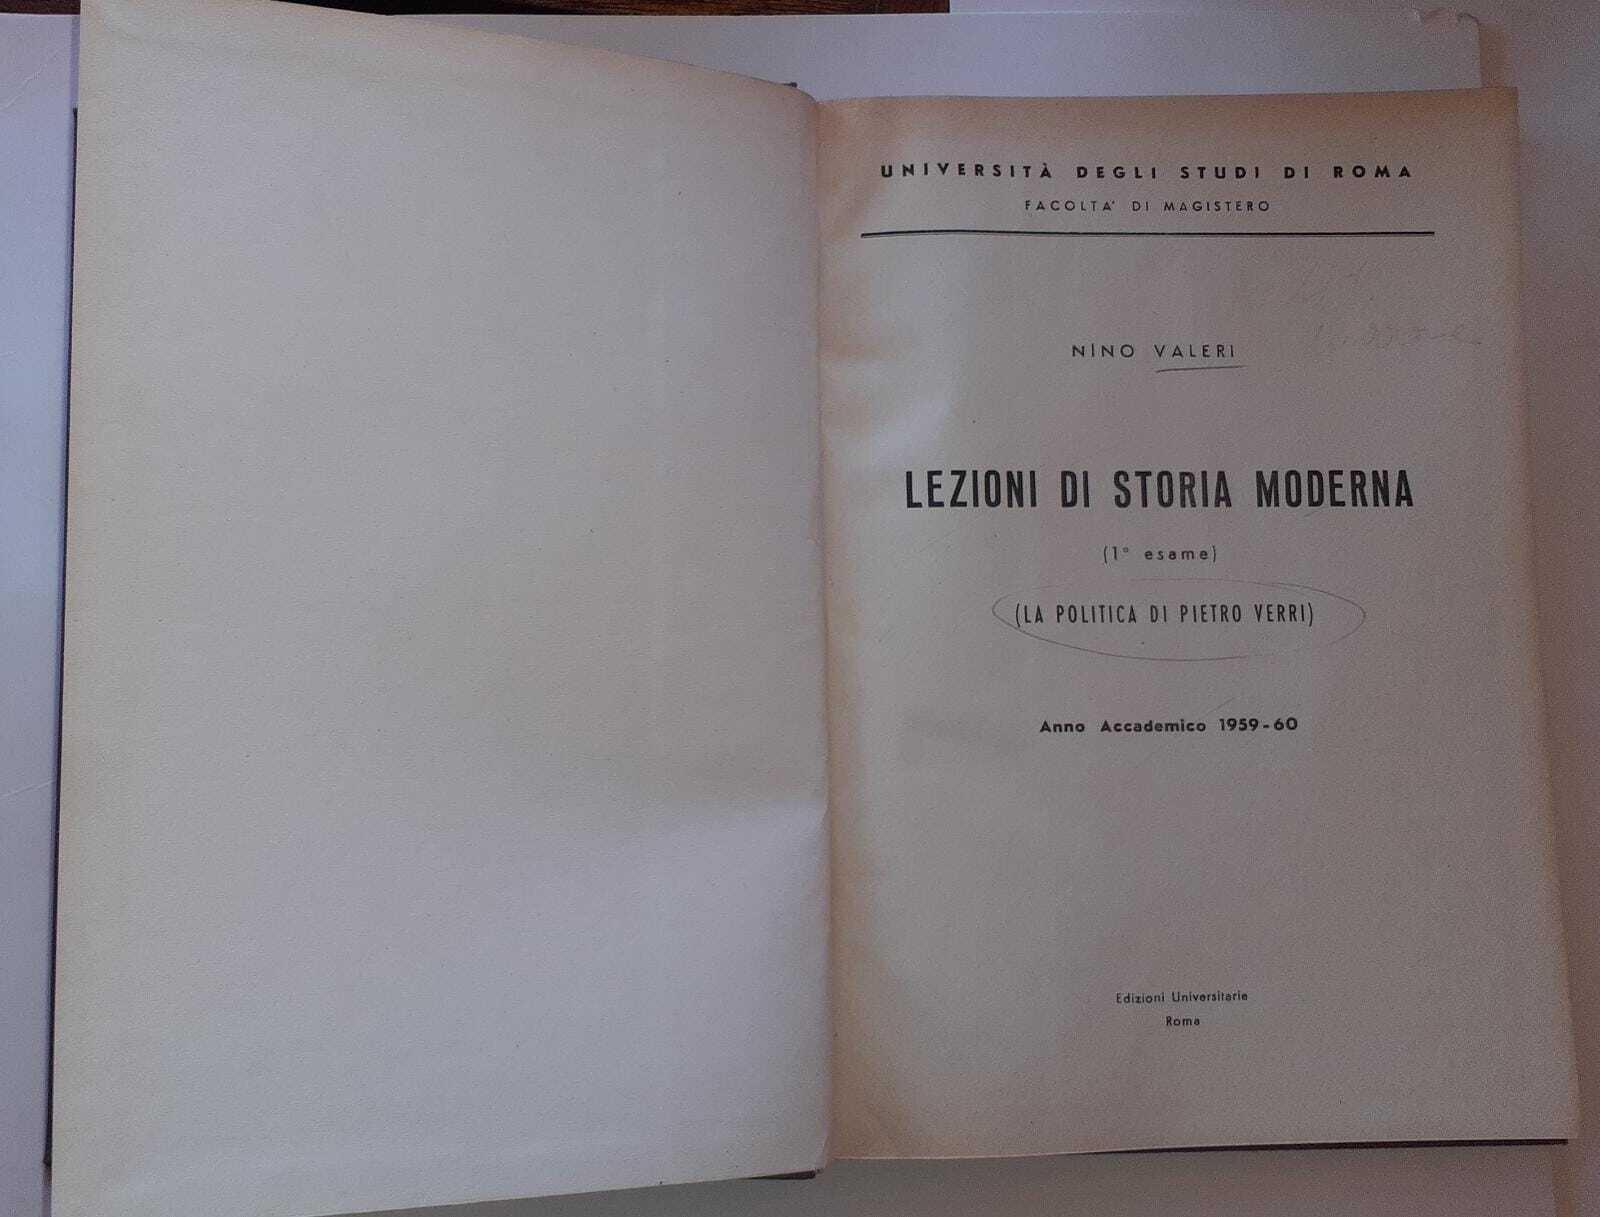 UNIVERSITÀ DEGLI STUDI DI ROMA
FACOLTA' DI MAGISTERO
NINO VALERI
LEZIONI DI STORIA MODERNA
(1° esame)
(LA POLITICA DI PIETRO VERRI)
Anno Accademico 1959-60
Edizioni Universitarie
Roma